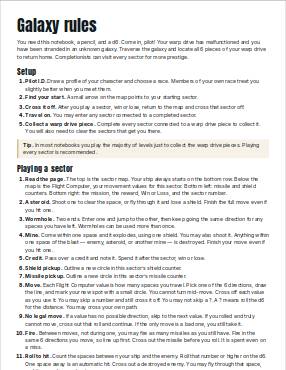 Galaxy rules
You need this notebook, a pencil, and a d6. Come in, pilot! Your warp drive has malfunctioned and you
have been stranded in an unknown galaxy. Traverse the galaxy and locate all 6 pieces of your warp drive
to return home. Completionists can visit every sector for more prestige.
Setup
1. Pilot I.D. Draw a profile of your character and choose a race. Members of your own race treat you
slightly better when you meet them.
2. Find your start. A small arrow on the map points to your starting sector.
3. Cross it off. After you play a sector, win or lose, return to the map and cross that sector off.
4. Travel on. You may enter any sector connected to a completed sector.
5. Collect a warp drive piece. Complete every sector connected to a warp drive piece to collect it.
You will also need to clear the sectors that get you there.
Tip. In most notebooks you play the majority of levels just to collect the warp drive pieces. Playing
every sector is recommended.
Playing a sector
1. Read the page. The top is the sector map. Your ship always starts on the bottom row. Below the
map is the Flight Computer, your movement values for this sector. Bottom left: missile and shield
counters. Bottom right: the mission, the reward, Win or Loss, and the sector number.
2. Asteroid. Shoot one to clear the space, or fly through it and lose a shield. Finish the full move even if
you hit one.
3. Wormhole. Two ends. Enter one and jump to the other, then keep going the same direction for any
spaces you have left. Wormholes can be used more than once.
4. Mine. Come within one space and it explodes, using one shield. You may also shoot it. Anything within
one space of the blast — enemy, asteroid, or another mine — is destroyed. Finish your move even if
you hit one.
5. Credit. Pass over a credit and note it. Spend it after the sector, win or lose.
6. Shield pickup. Outline a new circle in this sector's shield counter.
7. Missile pickup. Outline a new circle in this sector's missile counter.
8. Move. Each Flight Computer value is how many spaces you travel. Pick one of the 6 directions, draw
the line, and mark your new spot with a small circle. You cannot turn mid-move. Cross off each value
as you use it. You may skip a number and still cross it off. You may not skip a ?. A ? means roll the d6
for the distance. You may cross your own path.
9. No legal move. If a value has no possible direction, skip to the next value. If you rolled and truly
cannot move, cross out that roll and continue. If the only move is a bad one, you still take it.
10. Fire. Between moves, not during one, you may fire as many missiles as you still have. Fire in the
same 6 directions you move, so line up first. Cross out the missile before you roll. It is spent even on
a miss.
11. Roll to hit. Count the spaces between your ship and the enemy. Roll that number or higher on the d6.
One space away is an automatic hit. Cross out a destroyed enemy. You may fly through that space,